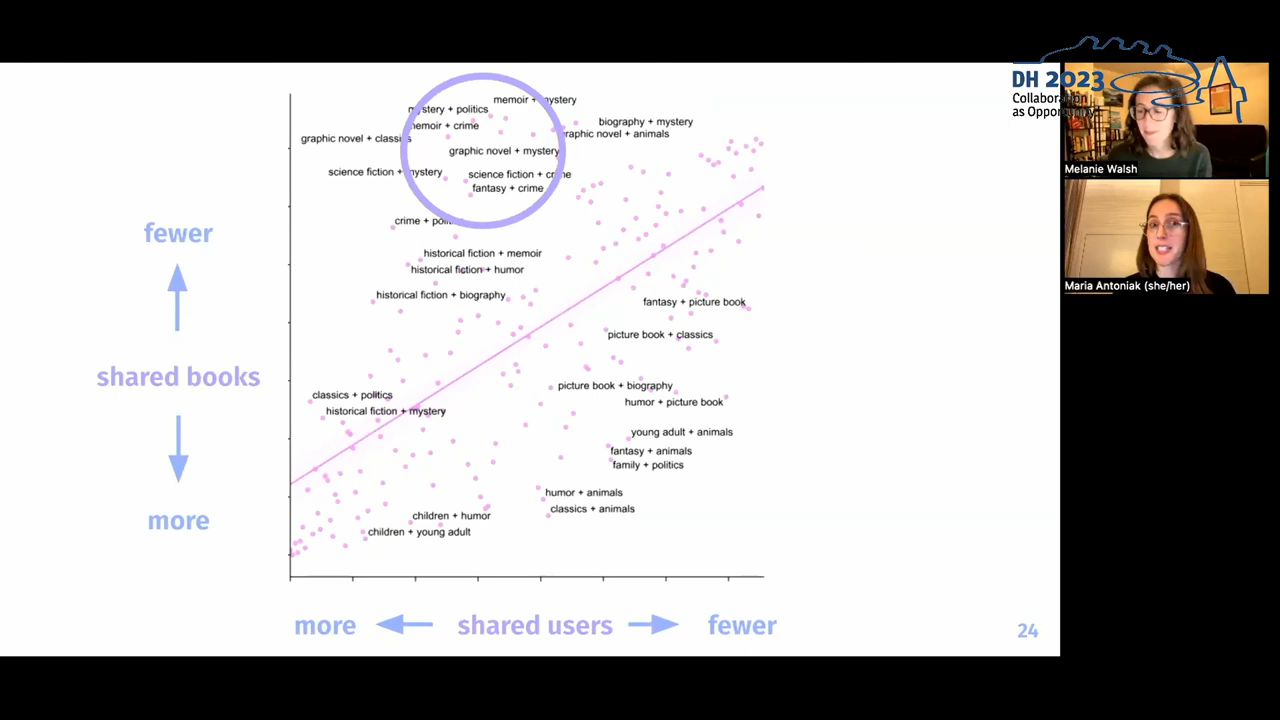 DH 2023
Collaboration
as Opportunity
Melanie Walsh
Maria Antoniak (she/her)
memoir + mystery
mystery + politics
memoir + crime
biography + mystery
graphic novel + animals
graphic novel + classics
graphic novel + mystery
science fiction + mystery
science fiction + crime
fantasy + crime
crime + politics
historical fiction + memoir
historical fiction + humor
historical fiction + biography
fantasy + picture book
picture book + classics
picture book + biography
classics + politics
humor + picture book
historical fiction + mystery
young adult + animals
fantasy + animals
family + politics
humor + animals
classics + animals
children + humor
children + young adult
fewer
shared books
more
more
shared users
fewer
24